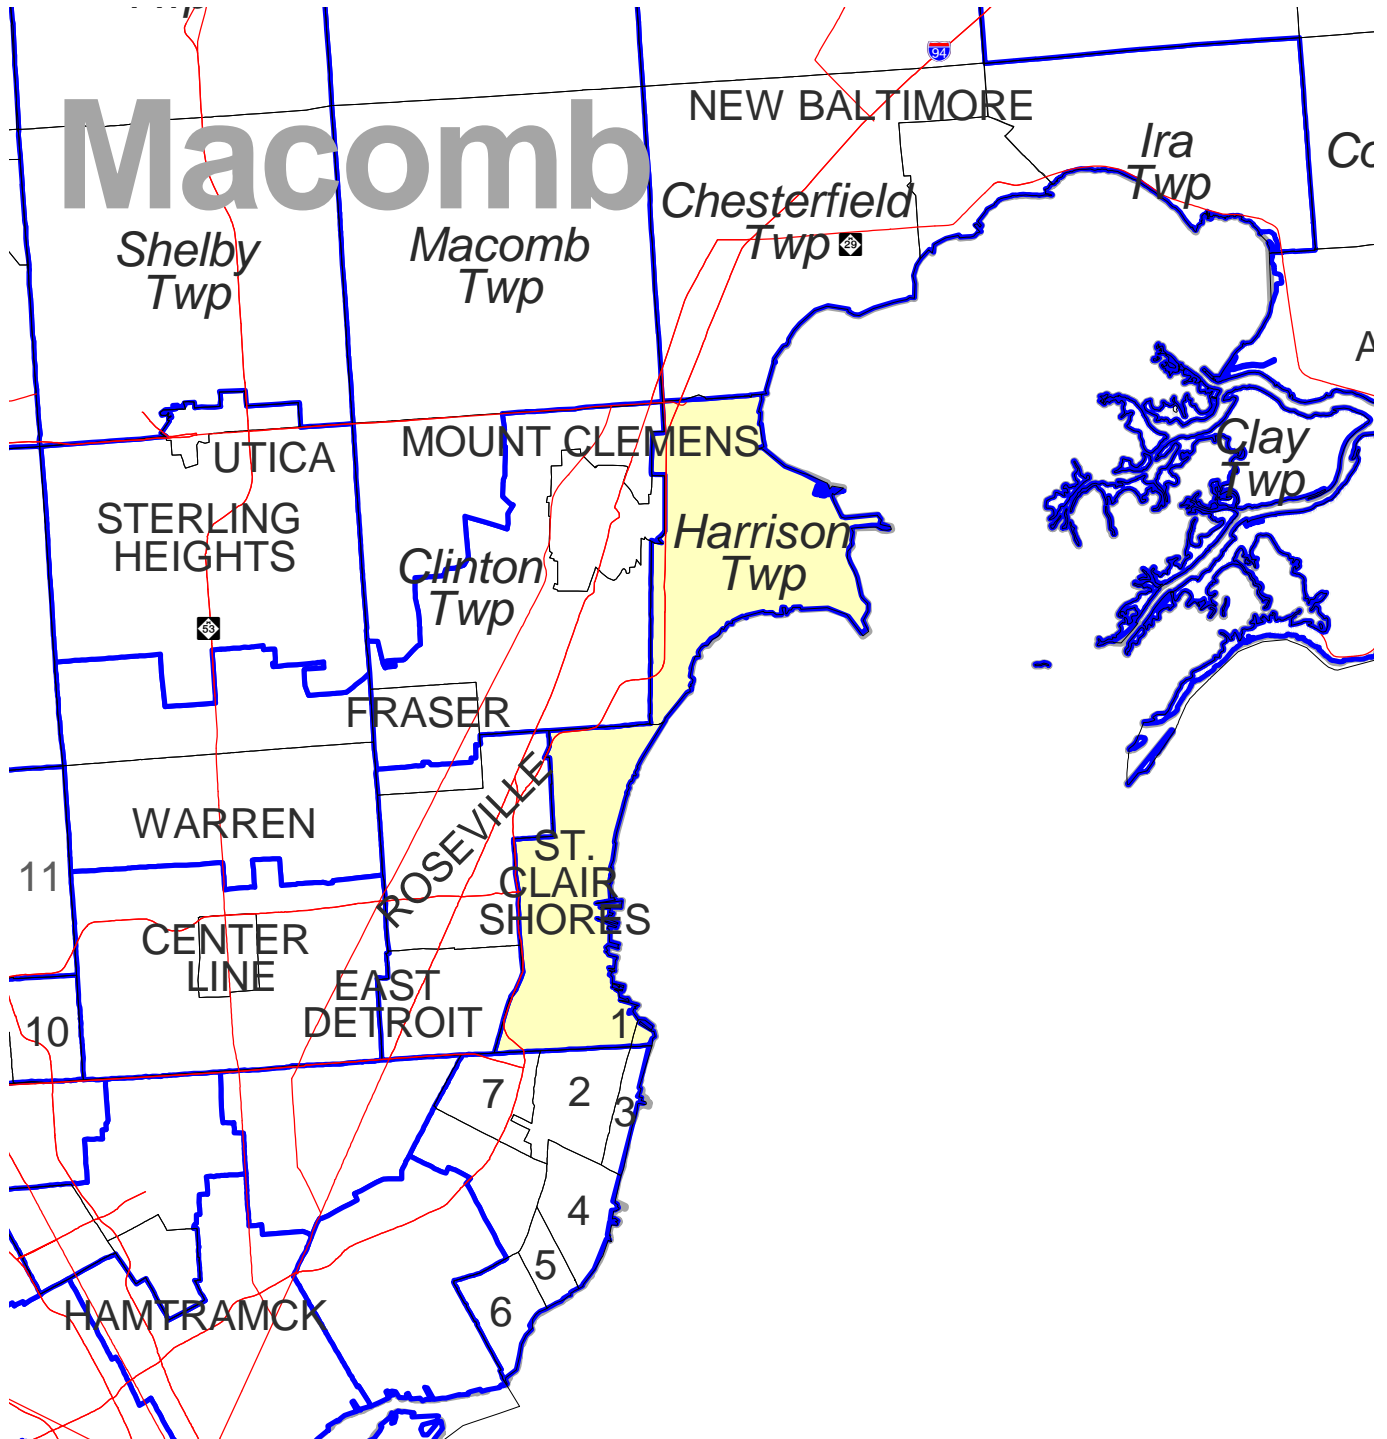 94
NEW BALTIMORE
Macomb
Ira
Twp
Chesterfield
Twp
29
Shelby
Twp
Macomb
Twp
MOUNT CLEMENS
UTICA
Clay
Twp
STERLING
HEIGHTS
Harrison
Twp
Clinton
Twp
53
FRASER
ROSEVILLE
WARREN
ST.
CLAIR
SHORES
11
CENTER
LINE
EAST
DETROIT
1
10
7
2
3
4
5
6
HAMTRAMCK